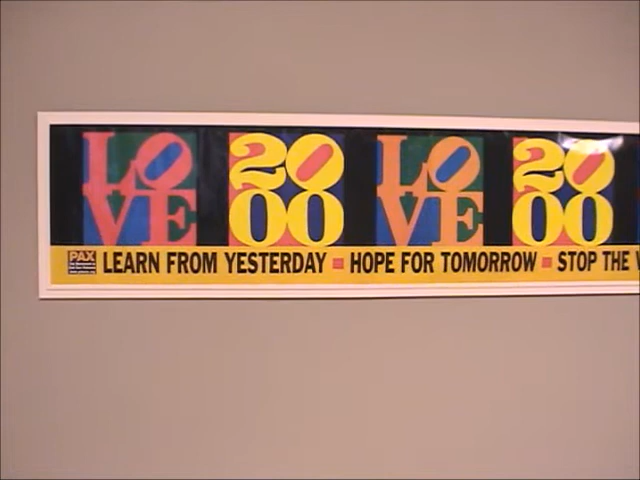 LO
VE
20
00
LO
VE
20
00
PAX
LEARN FROM YESTERDAY ▪ HOPE FOR TOMORROW ▪ STOP THE